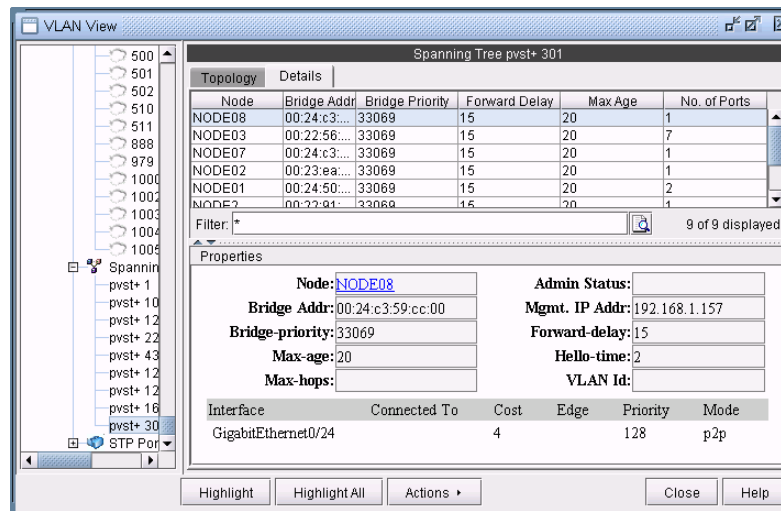 VLAN View
500
501
502
510
511
888
979
1000
1002
1003
1004
1005
Spannin
pvst+ 1
pvst+ 10
pvst+ 12
pvst+ 22
pvst+ 43
pvst+ 12
pvst+ 12
pvst+ 16
pvst+ 30
STP Por
Spanning Tree pvst+ 301
Topology Details
Node Bridge Addr Bridge Priority Forward Delay Max Age No. of Ports
NODE08 00:24:c3:... 33069 15 20 1
NODE03 00:22:56:... 33069 15 20 7
NODE07 00:24:c3:... 33069 15 20 1
NODE02 00:23:ea:... 33069 15 20 1
NODE01 00:24:50:... 33069 15 20 2
NODE2 00:22:91: 33069 15 20 1
Filter: * 9 of 9 displayed
Properties
Node: NODE08 Admin Status:
Bridge Addr: 00:24:c3:59:cc:00 Mgmt. IP Addr: 192.168.1.157
Bridge-priority: 33069 Forward-delay: 15
Max-age: 20 Hello-time: 2
Max-hops: VLAN Id:
Interface Connected To Cost Edge Priority Mode
GigabitEthernet0/24 4 128 p2p
Highlight Highlight All Actions Close Help